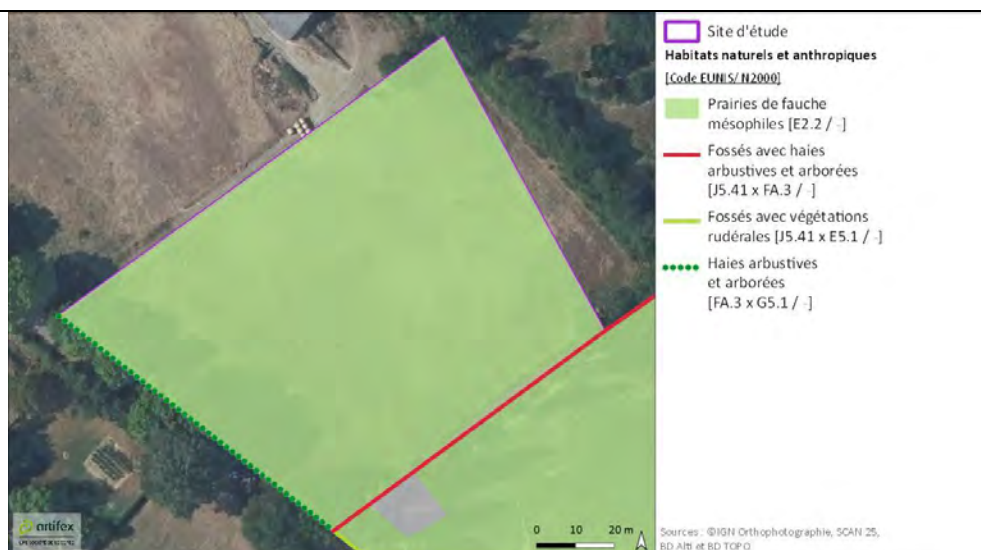 Site d'étude
Habitats naturels et anthropiques
[Code EUNIS/ N2000]
Prairies de fauche
mésophiles [E2.2 / -]
Fossés avec haies
arbustives et arborées
[J5.41 x FA.3 / -]
Fossés avec végétations
rudérales [J5.41 x E5.1 / -]
Haies arbustives
et arborées
[FA.3 x G5.1 / -]
artifex
0 10 20 m
Sources : ©IGN Orthophotographie, SCAN 25,
BD Alti et BD TOPO